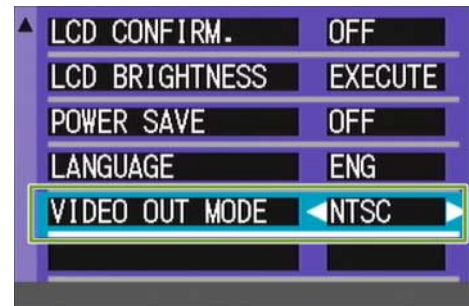 LCD CONFIRM. OFF
LCD BRIGHTNESS EXECUTE
POWER SAVE OFF
LANGUAGE ENG
VIDEO OUT MODE NTSC